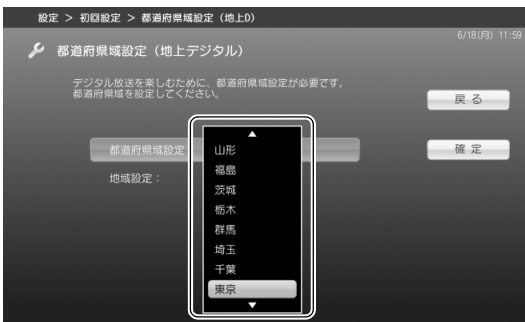 設定 > 初回設定 > 都道府県域設定（地上D）
6/18(月) 11:59
都道府県域設定（地上デジタル）
デジタル放送を楽しむために、都道府県域設定が必要です。
都道府県域を設定してください。
戻る
都道府県域設定
確定
地域設定：
山形
福島
茨城
栃木
群馬
埼玉
千葉
東京